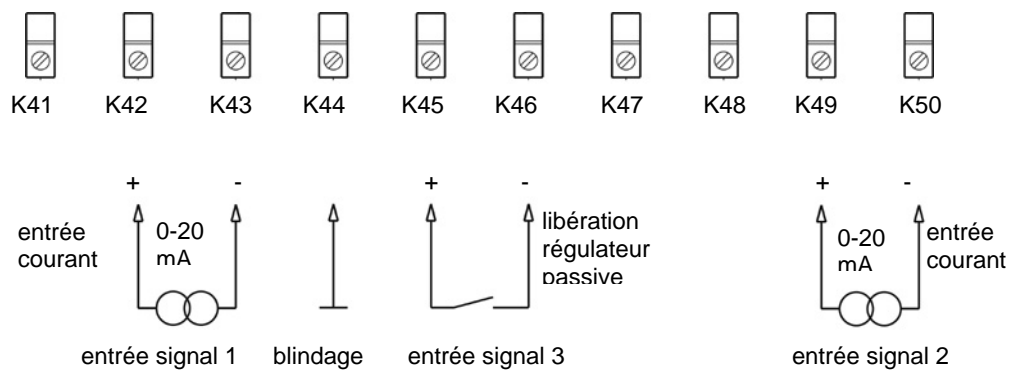 K41 K42 K43 K44 K45 K46 K47 K48 K49 K50
+ - + - + -
entrée
courant
0-20
mA
libération
régulateur
passive
0-20
mA
entrée
courant
entrée signal 1 blindage entrée signal 3 entrée signal 2